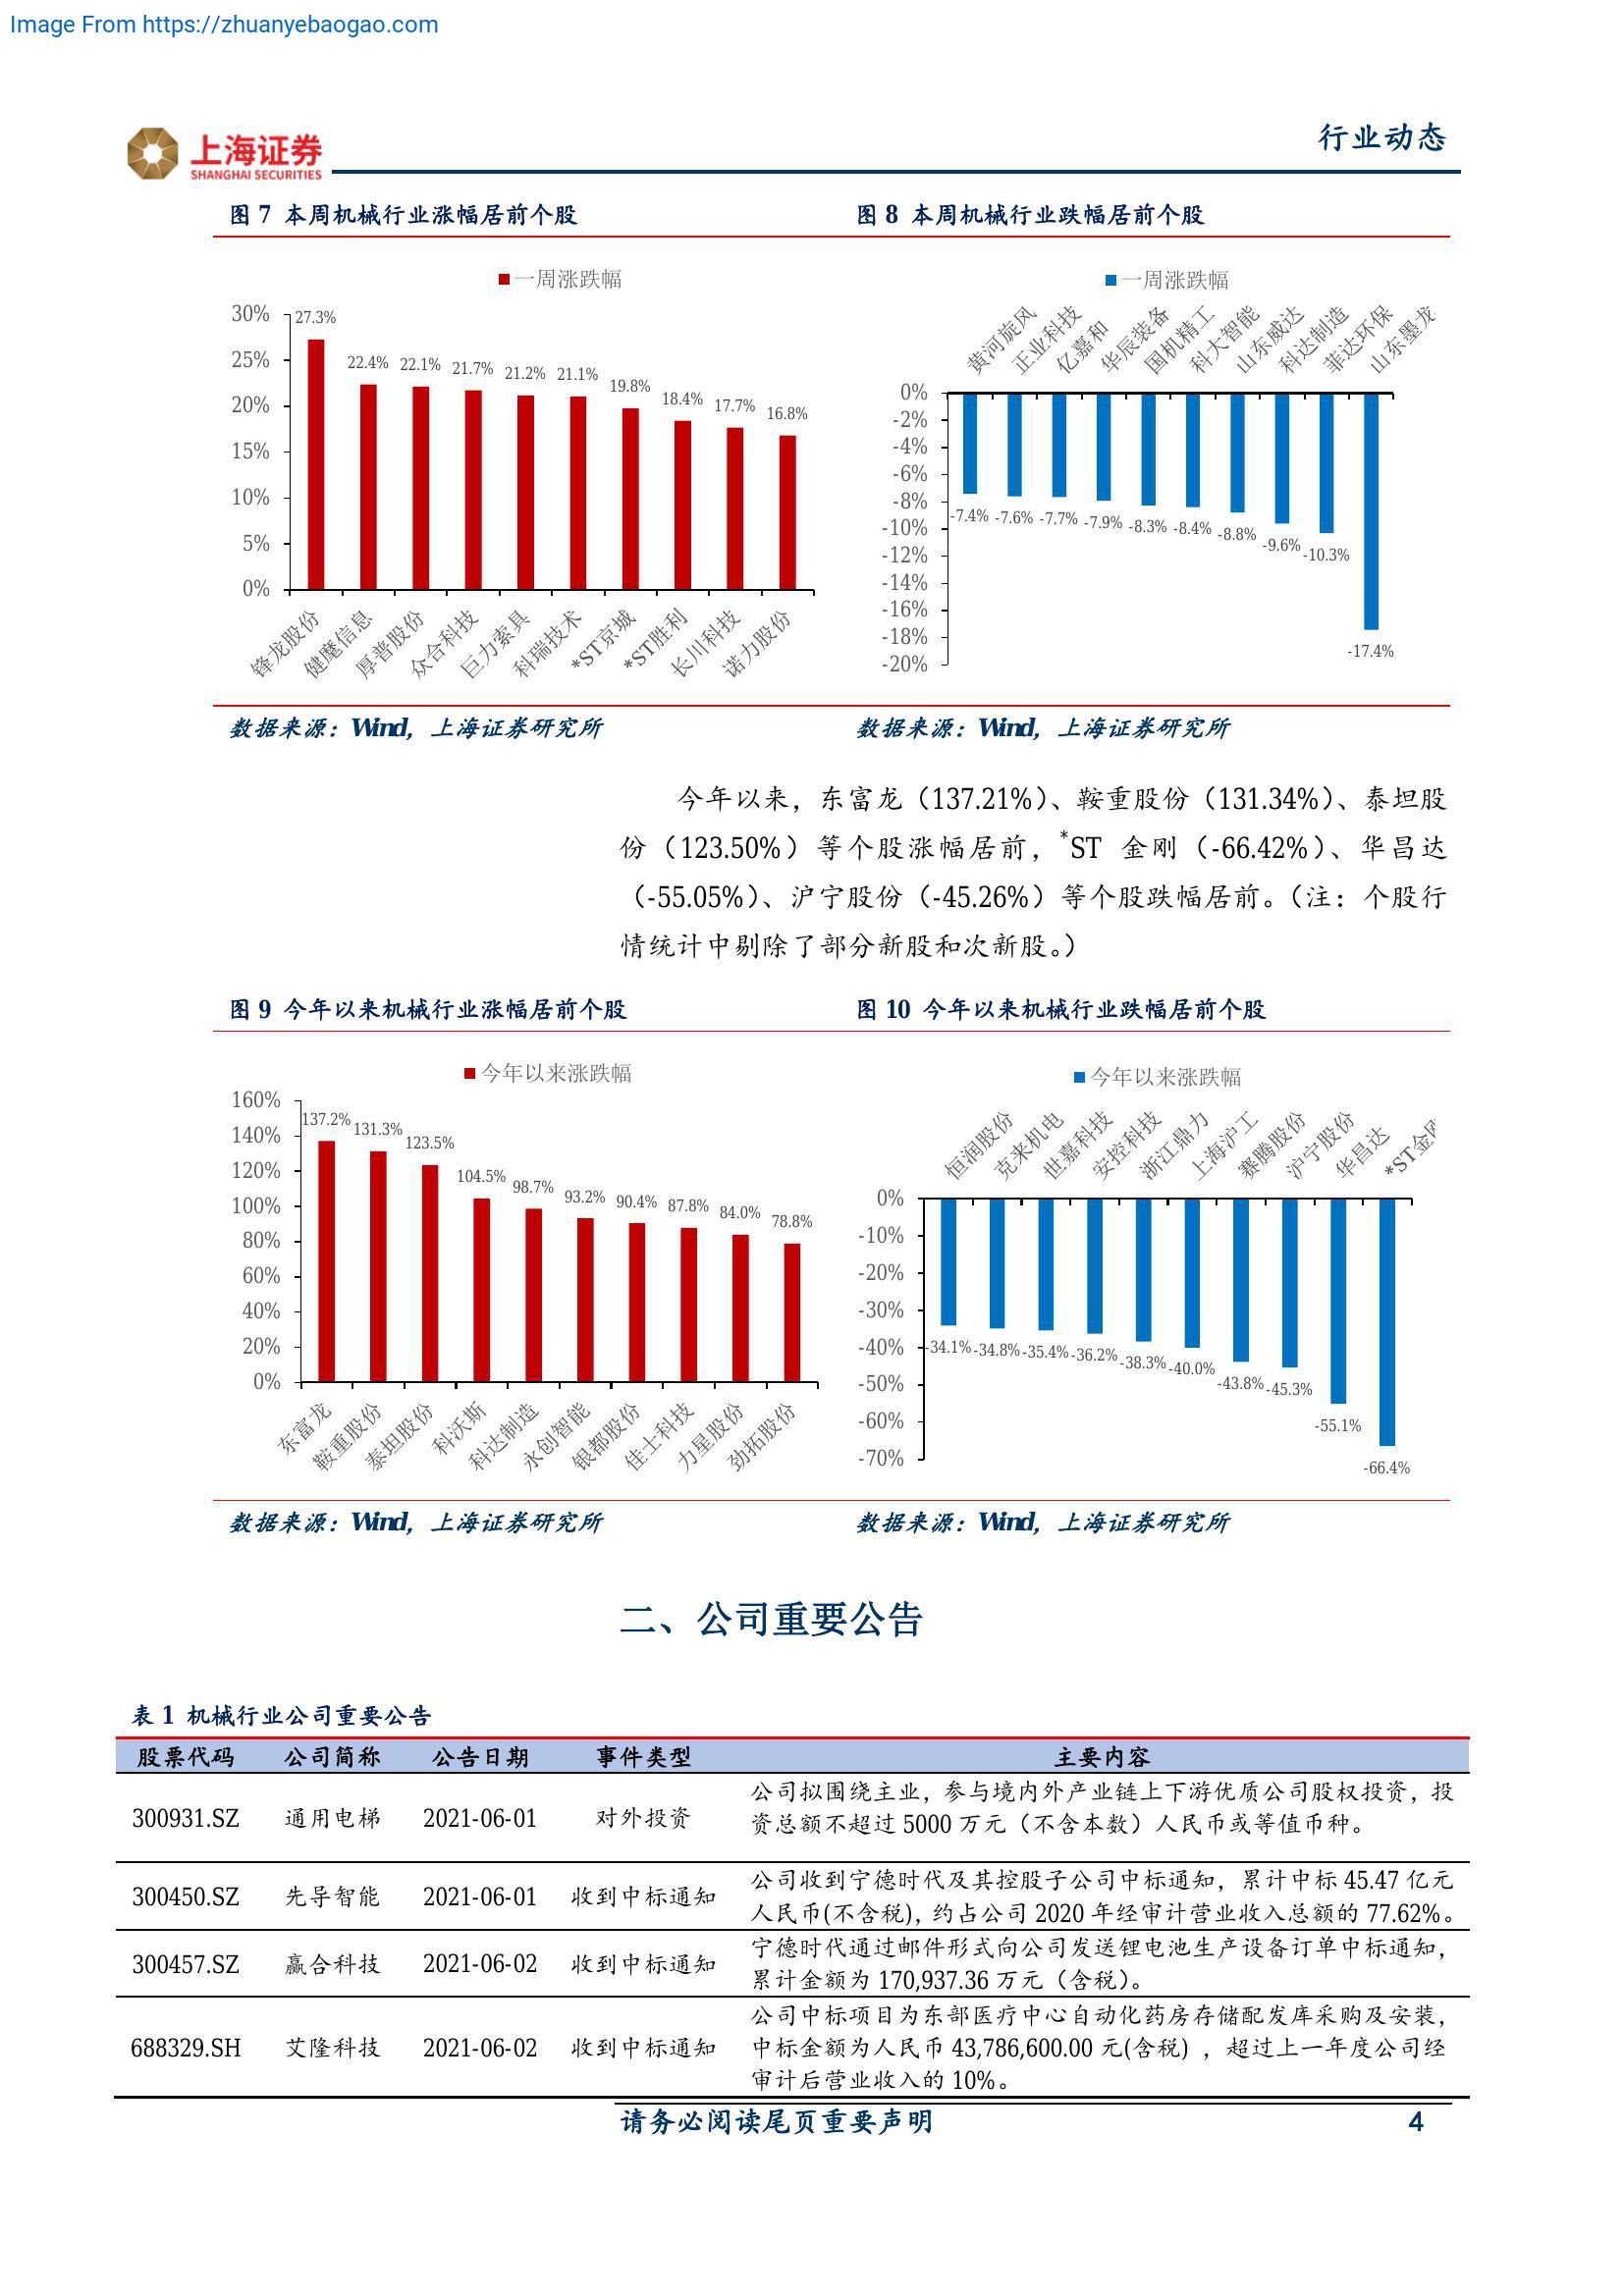 Image From https://zhuanyebaogao.com
上海证券
SHANGHAI SECURITIES
行业动态
图 7 本周机械行业涨幅居前个股
图 8 本周机械行业跌幅居前个股
一周涨跌幅
30%
25%
20%
15%
10%
5%
0%
27.3%
22.4%
22.1%
21.7%
21.2%
21.1%
19.8%
18.4%
17.7%
16.8%
锋龙股份
健麾信息
厚普股份
众合科技
巨力索具
科瑞技术
*ST京城
*ST胜利
长川科技
诺力股份
一周涨跌幅
黄河旋风
正业科技
亿嘉和
华辰装备
国机精工
科大智能
山东威达
科达制造
菲达环保
山东墨龙
0%
-2%
-4%
-6%
-8%
-10%
-12%
-14%
-16%
-18%
-20%
-7.4%
-7.6%
-7.7%
-7.9%
-8.3%
-8.4%
-8.8%
-9.6%
-10.3%
-17.4%
数据来源：Wind，上海证券研究所
数据来源：Wind，上海证券研究所
今年以来，东富龙（137.21%）、鞍重股份（131.34%）、泰坦股
份（123.50%）等个股涨幅居前，*ST 金刚（-66.42%）、华昌达
（-55.05%）、沪宁股份（-45.26%）等个股跌幅居前。（注：个股行
情统计中剔除了部分新股和次新股。）
图 9 今年以来机械行业涨幅居前个股
图 10 今年以来机械行业跌幅居前个股
今年以来涨跌幅
160%
140%
120%
100%
80%
60%
40%
20%
0%
137.2%
131.3%
123.5%
104.5%
98.7%
93.2%
90.4%
87.8%
84.0%
78.8%
东富龙
鞍重股份
泰坦股份
科沃斯
科达制造
永创智能
银都股份
佳士科技
力星股份
劲拓股份
今年以来涨跌幅
恒润股份
克来机电
世嘉科技
安控科技
浙江鼎力
上海沪工
赛腾股份
沪宁股份
华昌达
*ST金刚
0%
-10%
-20%
-30%
-40%
-50%
-60%
-70%
-34.1%
-34.8%
-35.4%
-36.2%
-38.3%
-40.0%
-43.8%
-45.3%
-55.1%
-66.4%
数据来源：Wind，上海证券研究所
数据来源：Wind，上海证券研究所
二、公司重要公告
表 1 机械行业公司重要公告
股票代码 公司简称 公告日期 事件类型 主要内容
300931.SZ 通用电梯 2021-06-01 对外投资
公司拟围绕主业，参与境内外产业链上下游优质公司股权投资，投
资总额不超过 5000 万元（不含本数）人民币或等值币种。
300450.SZ 先导智能 2021-06-01 收到中标通知
公司收到宁德时代及其控股子公司中标通知，累计中标 45.47 亿元
人民币(不含税)，约占公司 2020 年经审计营业收入总额的 77.62%。
300457.SZ 赢合科技 2021-06-02 收到中标通知
宁德时代通过邮件形式向公司发送锂电池生产设备订单中标通知，
累计金额为 170,937.36 万元（含税）。
688329.SH 艾隆科技 2021-06-02 收到中标通知
公司中标项目为东部医疗中心自动化药房存储配发库采购及安装，
中标金额为人民币 43,786,600.00 元(含税) ，超过上一年度公司经
审计后营业收入的 10%。
请务必阅读尾页重要声明
4